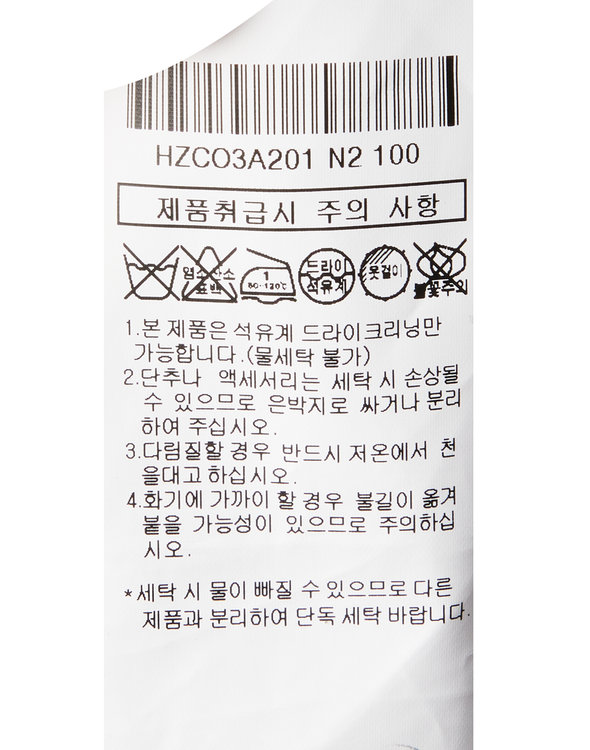 HZCO3A201 N2 100
제품취급시 주의 사항
염소산소
표백
1
80~120℃
드라이
석유계
옷걸이
불꽃주의
1.본 제품은 석유계 드라이크리닝만
가능합니다.(물세탁 불가)
2.단추나 액세서리는 세탁 시 손상될
수 있으므로 은박지로 싸거나 분리
하여 주십시오.
3.다림질할 경우 반드시 저온에서 천
을대고 하십시오.
4.화기에 가까이 할 경우 불길이 옮겨
붙을 가능성이 있으므로 주의하십
시오.
*세탁 시 물이 빠질 수 있으므로 다른
제품과 분리하여 단독 세탁 바랍니다.